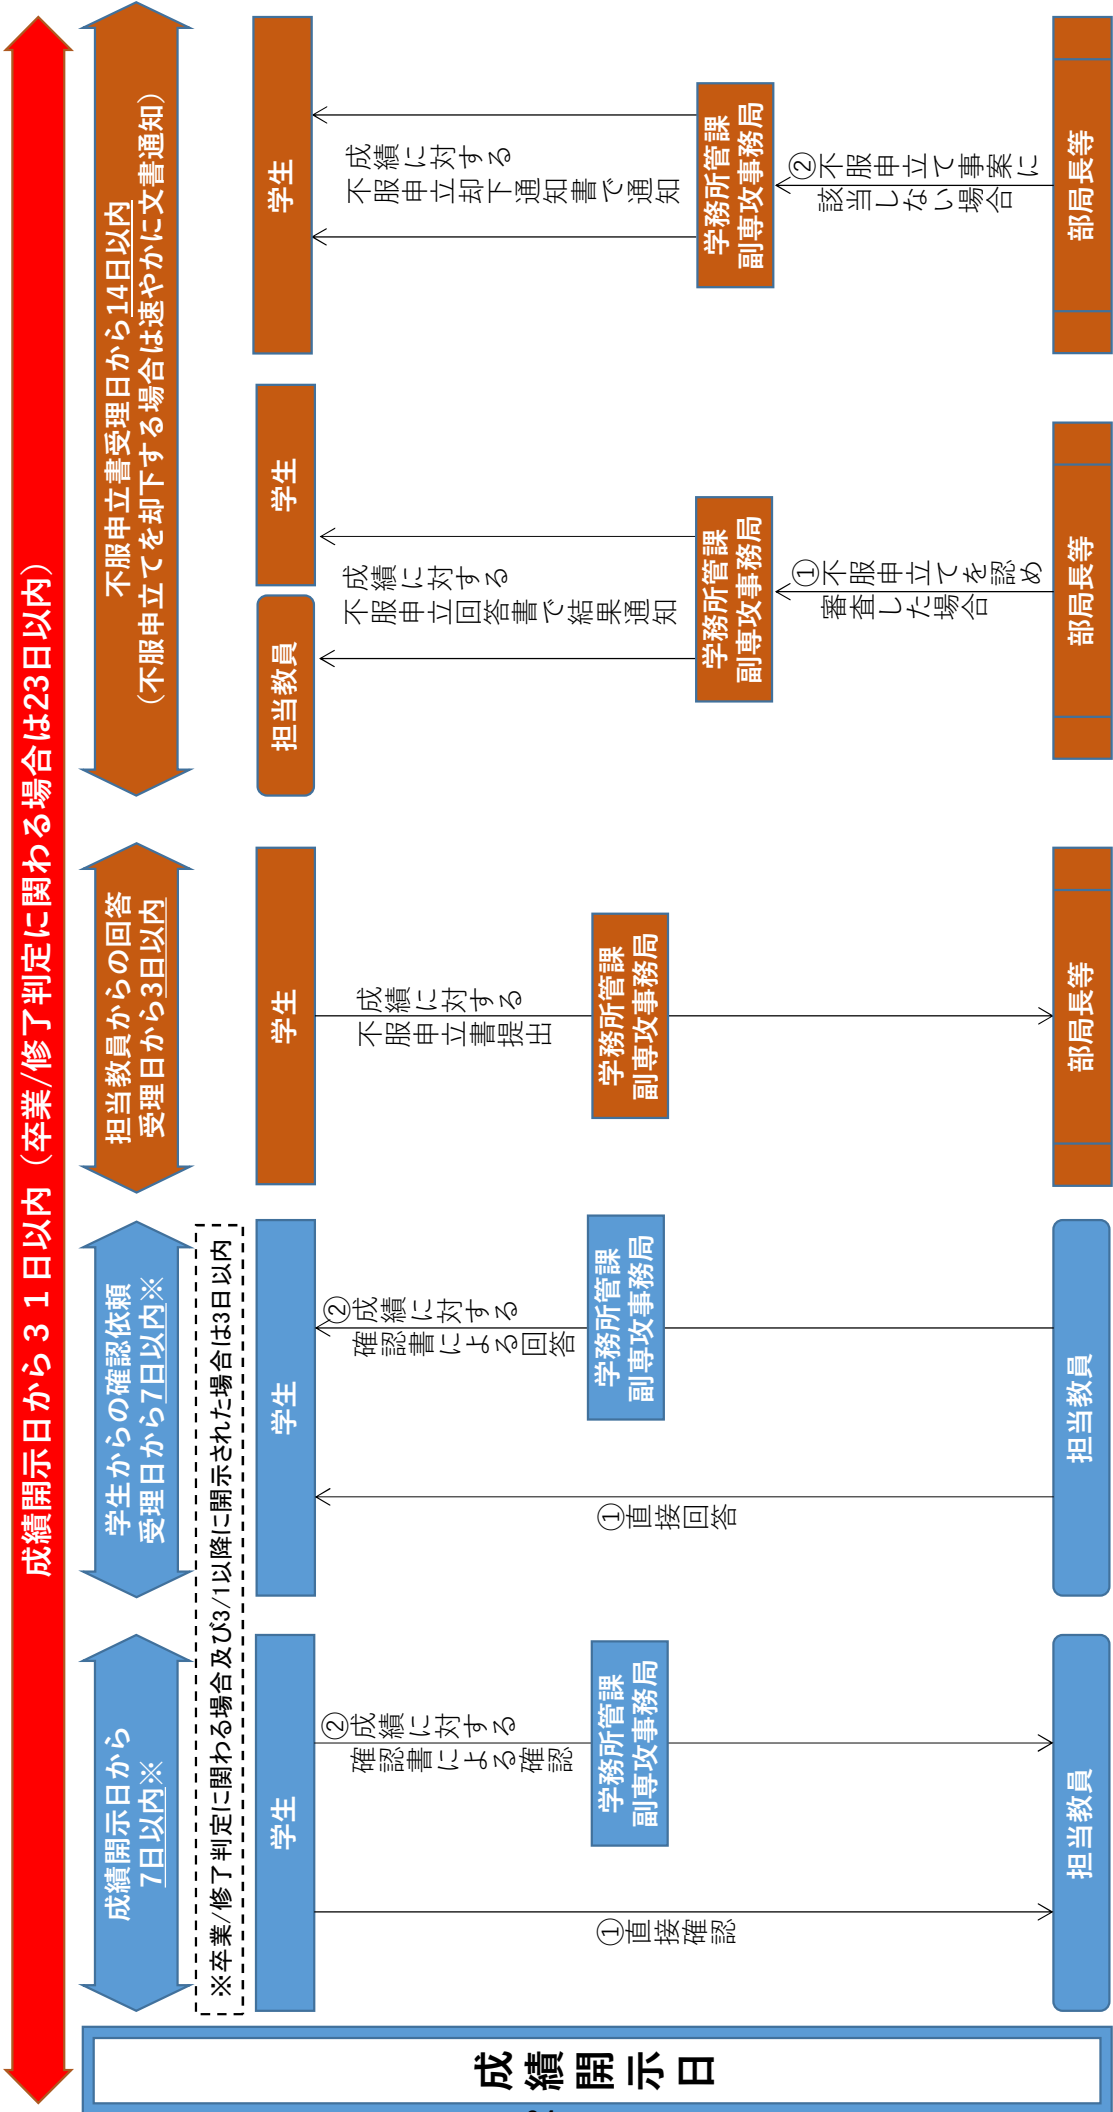 成績開示日から３１日以内（卒業/修了判定に関わる場合は23日以内）
成績開示日
成績開示日から
7日以内※
学生からの確認依頼
受理日から7日以内※
担当教員からの回答
受理日から3日以内
不服申立書受理日から14日以内
（不服申立てを却下する場合は速やかに文書通知）
※卒業/修了判定に関わる場合及び3/1以降に開示された場合は3日以内
学生
①直接確認
②成績に対する
確認書による確認
学務所管課
副専攻事務局
担当教員
学生
①直接回答
②成績に対する
確認書による回答
学務所管課
副専攻事務局
担当教員
学生
成績に対する
不服申立書提出
学務所管課
副専攻事務局
部局長等
担当教員
学生
成績に対する
不服申立回答書で結果通知
学務所管課
副専攻事務局
①不服申立てを認め
審査した場合
部局長等
学生
成績に対する
不服申立却下通知書で通知
学務所管課
副専攻事務局
②不服申立て事案に
該当しない場合
部局長等